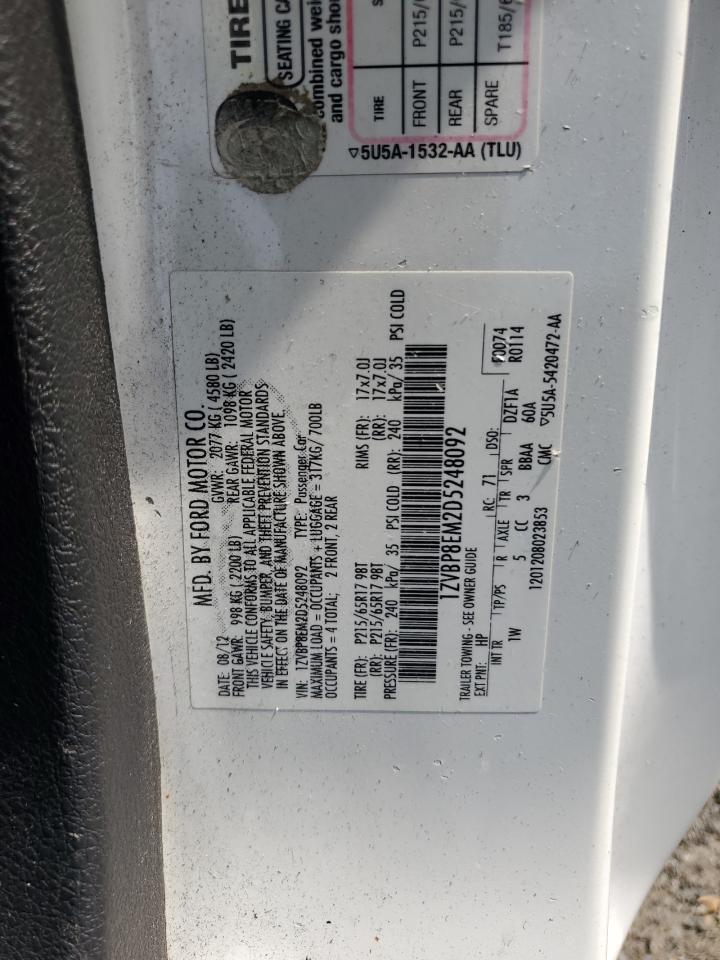 TIRE
SEATING CA
combined wei
and cargo shou
TIRE S
FRONT P215/6
REAR P215/
SPARE T185/6
5U5A-1532-AA (TLU)
MFD. BY FORD MOTOR CO.
DATE: 08/12 GVWR: 2077 KG ( 4580 LB)
FRONT GAWR: 998 KG ( 2200 LB) REAR GAWR: 1098 KG ( 2420 LB)
THIS VEHICLE CONFORMS TO ALL APPLICABLE FEDERAL MOTOR
VEHICLE SAFETY, BUMPER, AND THEFT PREVENTION STANDARDS
IN EFFECT ON THE DATE OF MANUFACTURE SHOWN ABOVE.
VIN: 1ZVBP8EM2D5248092 TYPE: Passenger Car
MAXIMUM LOAD = OCCUPANTS + LUGGAGE = 317KG/ 700LB
OCCUPANTS = 4 TOTAL; 2 FRONT, 2 REAR
TIRE (FR): P215/65R17 98T RIMS (FR): 17x7.0J
(RR): P215/65R17 98T (RR): 17x7.0J
PRESSURE (FR): 240 kPa/ 35 PSI COLD (RR): 240 kPa/ 35 PSI COLD
1ZVBP8EM2D5248092
TRAILER TOWING - SEE OWNER GUIDE
EXT PNT: HP RC: 71 DSO: P0074
INT TR TP/PS R AXLE TR SPR DZF1A R0114
1W 5 CC 3 BBAA 60A
1201208023853 CMC 5U5A-5420472-AA